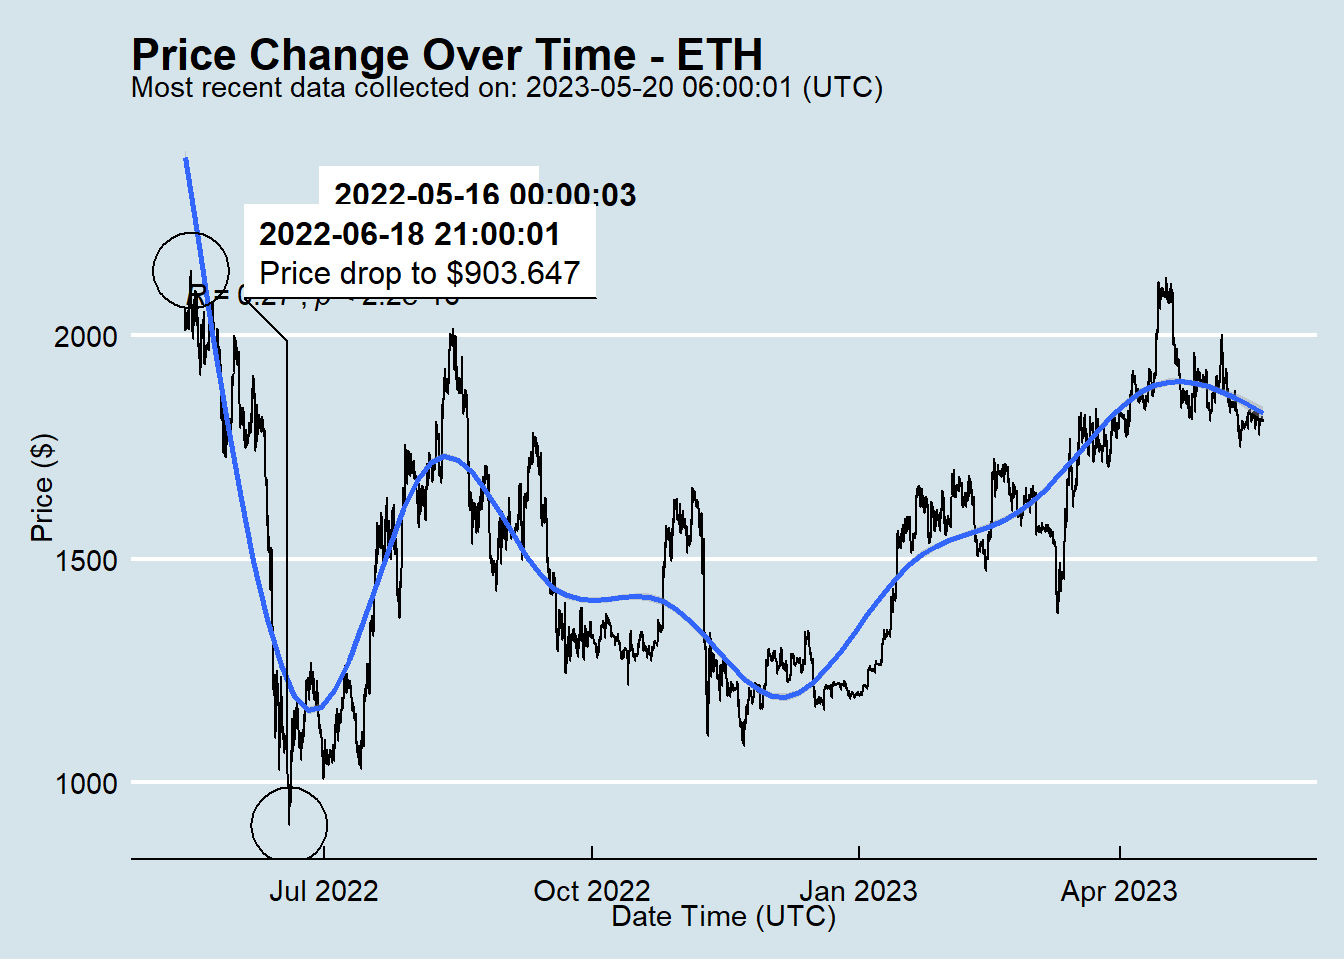 Price Change Over Time - ETH
Most recent data collected on: 2023-05-20 06:00:01 (UTC)
2022-05-16 00:00:03
2022-06-18 21:00:01
Price drop to $903.647
R = 0.27
2000
1500
1000
Price ($)
Jul 2022
Oct 2022
Jan 2023
Apr 2023
Date Time (UTC)